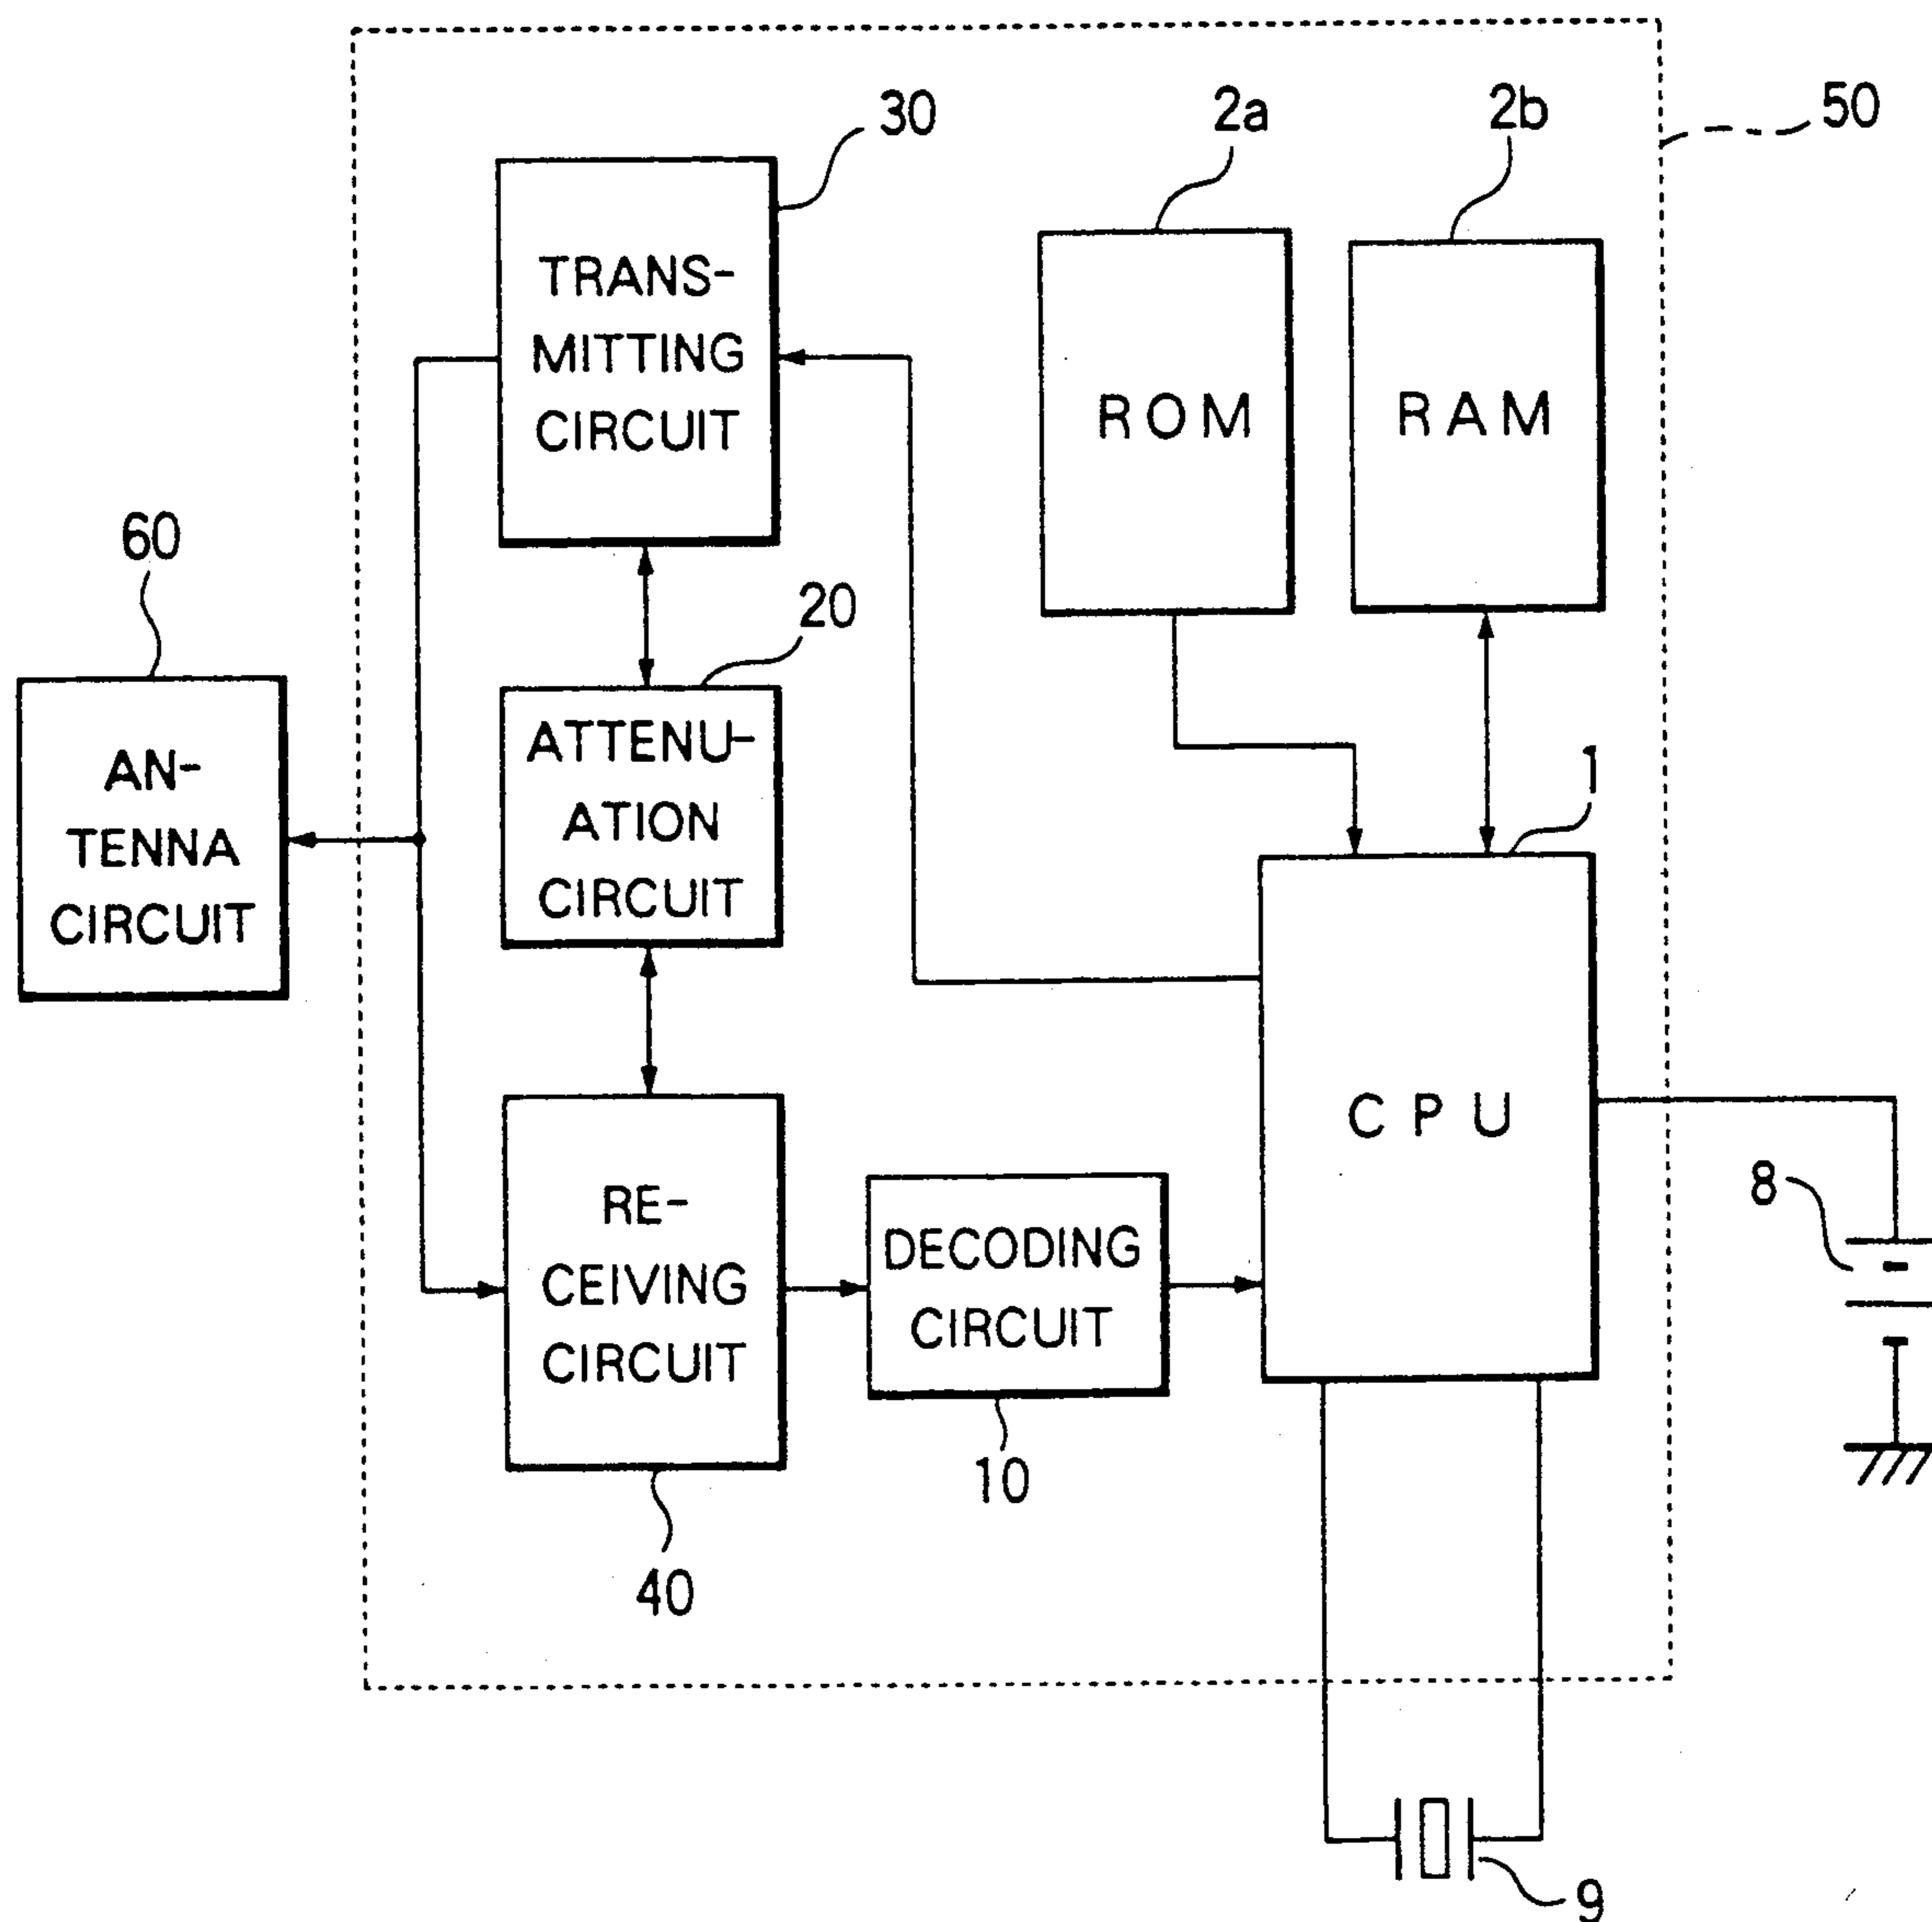 30
2a
2b
50
TRANS-
MITTING
CIRCUIT
ROM
RAM
60
20
1
AN-
TENNA
CIRCUIT
ATTENU-
ATION
CIRCUIT
CPU
8
RE-
CEIVING
CIRCUIT
DECODING
CIRCUIT
10
40
9